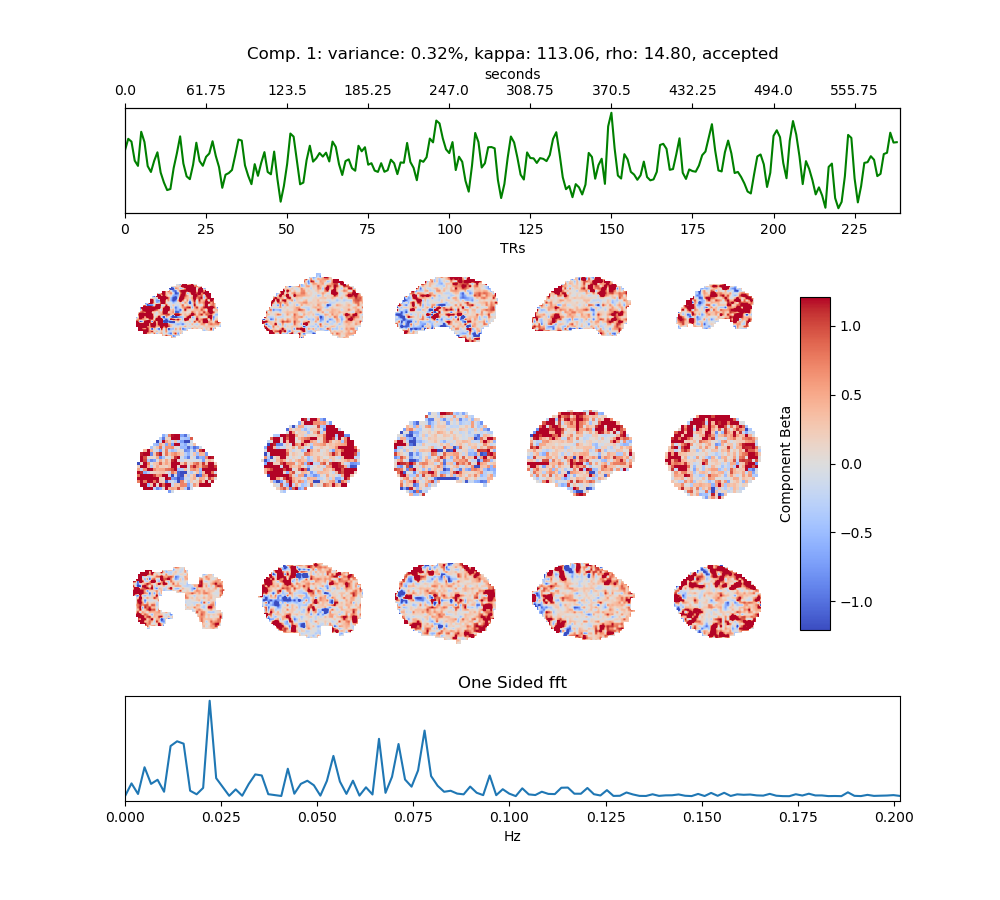 Comp. 1: variance: 0.32%, kappa: 113.06, rho: 14.80, accepted
seconds
0.0 61.75 123.5 185.25 247.0 308.75 370.5 432.25 494.0 555.75
0 25 50 75 100 125 150 175 200 225
TRs
1.0
0.5
0.0
−0.5
−1.0
Component Beta
One Sided fft
0.000 0.025 0.050 0.075 0.100 0.125 0.150 0.175 0.200
Hz